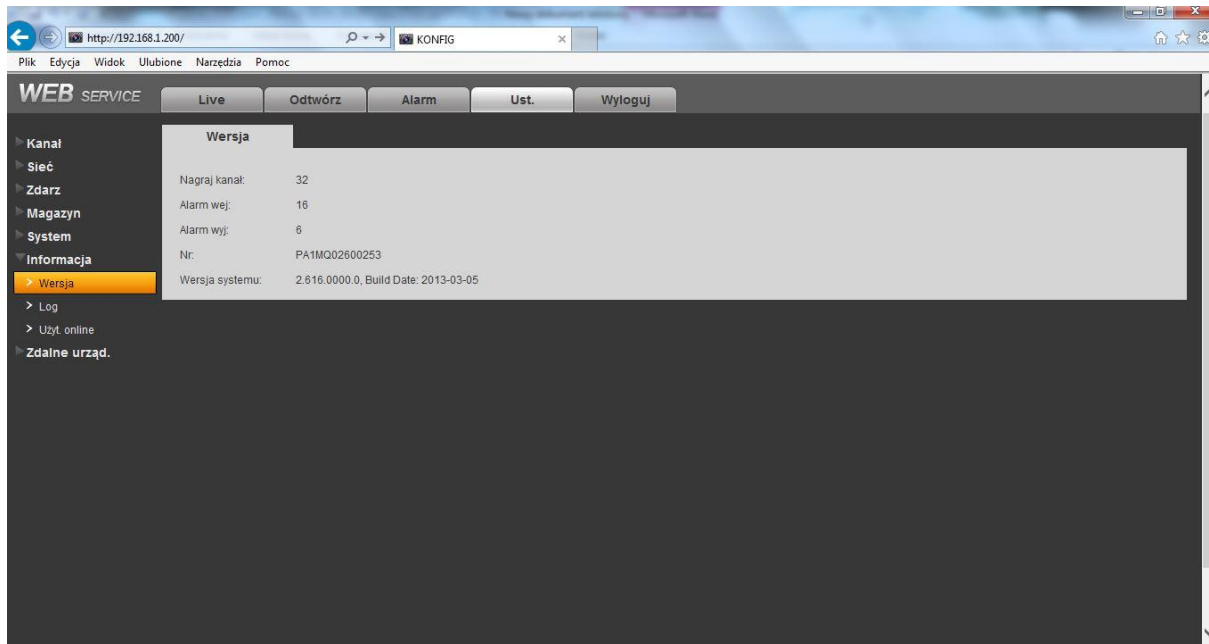 http://192.168.1.200/
KONFIG
Plik Edycja Widok Ulubione Narzędzia Pomoc
WEB SERVICE
Live Odtwórz Alarm Ust. Wyloguj
Kanał
Sieć
Zdarz
Magazyn
System
Informacja
> Wersja
> Log
> Użyt. online
Zdalne urząd.
Wersja
Nagraj kanał: 32
Alarm wej: 16
Alarm wyj: 6
Nr: PA1MQ02600253
Wersja systemu: 2.616.0000.0, Build Date: 2013-03-05